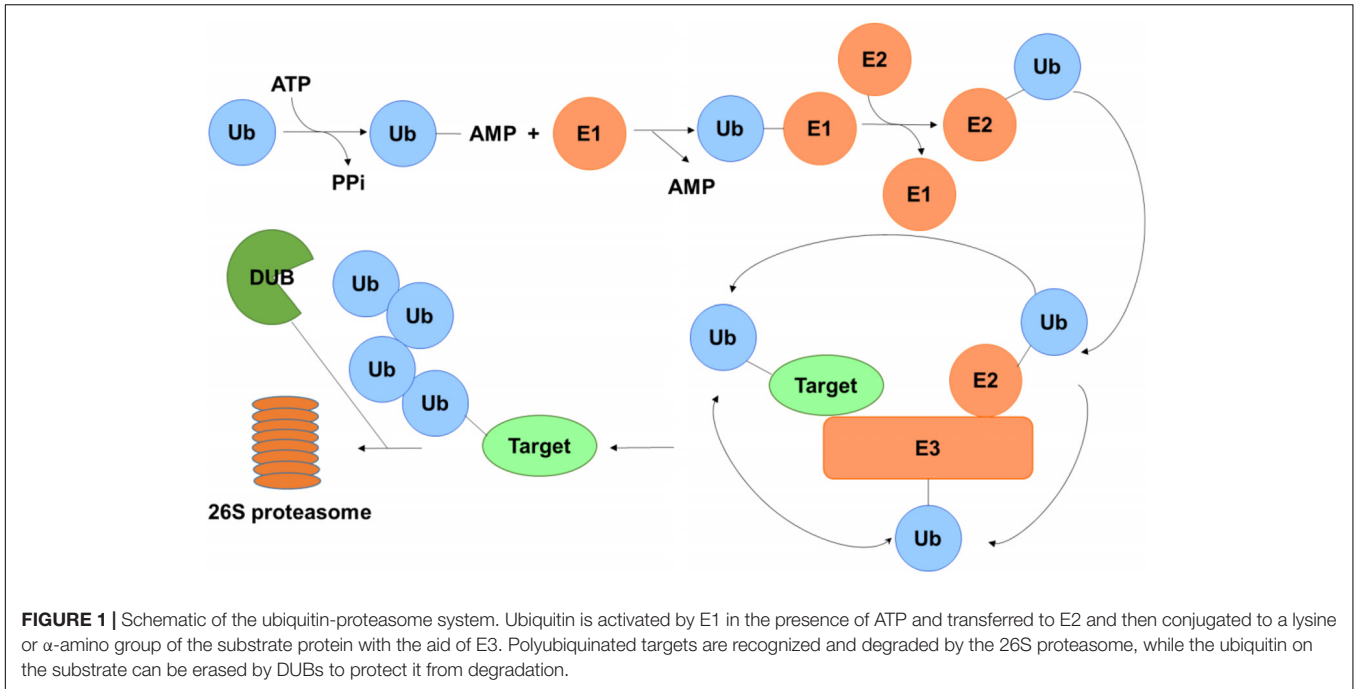 ATP
Ub
Ub
AMP + E1
PPi
AMP
Ub
E1
E2
E1
E2
Ub
DUB
Ub
Ub
Ub
Ub
Target
26S proteasome
Ub
Target
Ub
E2
E3
Ub
FIGURE 1 | Schematic of the ubiquitin-proteasome system. Ubiquitin is activated by E1 in the presence of ATP and transferred to E2 and then conjugated to a lysine
or α-amino group of the substrate protein with the aid of E3. Polyubiquinated targets are recognized and degraded by the 26S proteasome, while the ubiquitin on
the substrate can be erased by DUBs to protect it from degradation.